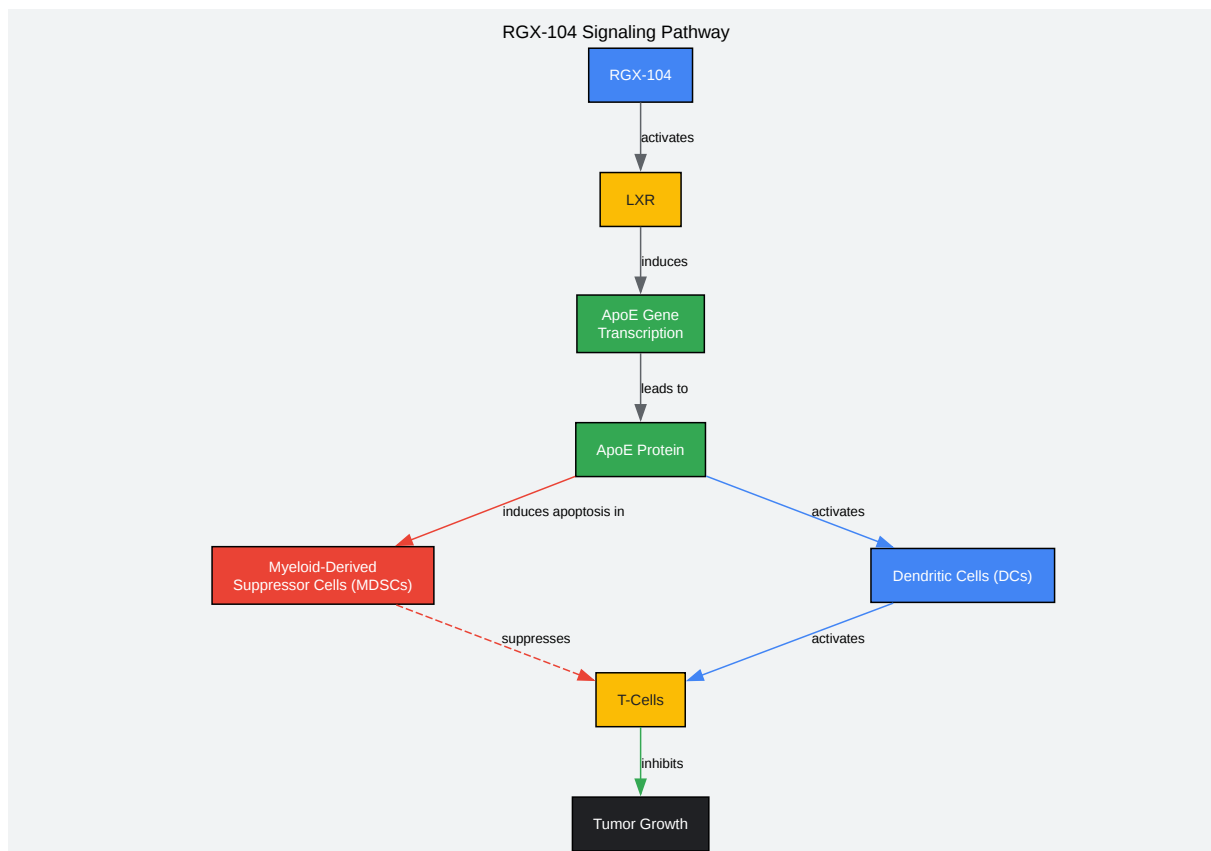 RGX-104 Signaling Pathway
RGX-104
activates
LXR
induces
ApoE Gene
Transcription
leads to
ApoE Protein
induces apoptosis in
activates
Myeloid-Derived
Suppressor Cells (MDSCs)
Dendritic Cells (DCs)
suppresses
activates
T-Cells
inhibits
Tumor Growth